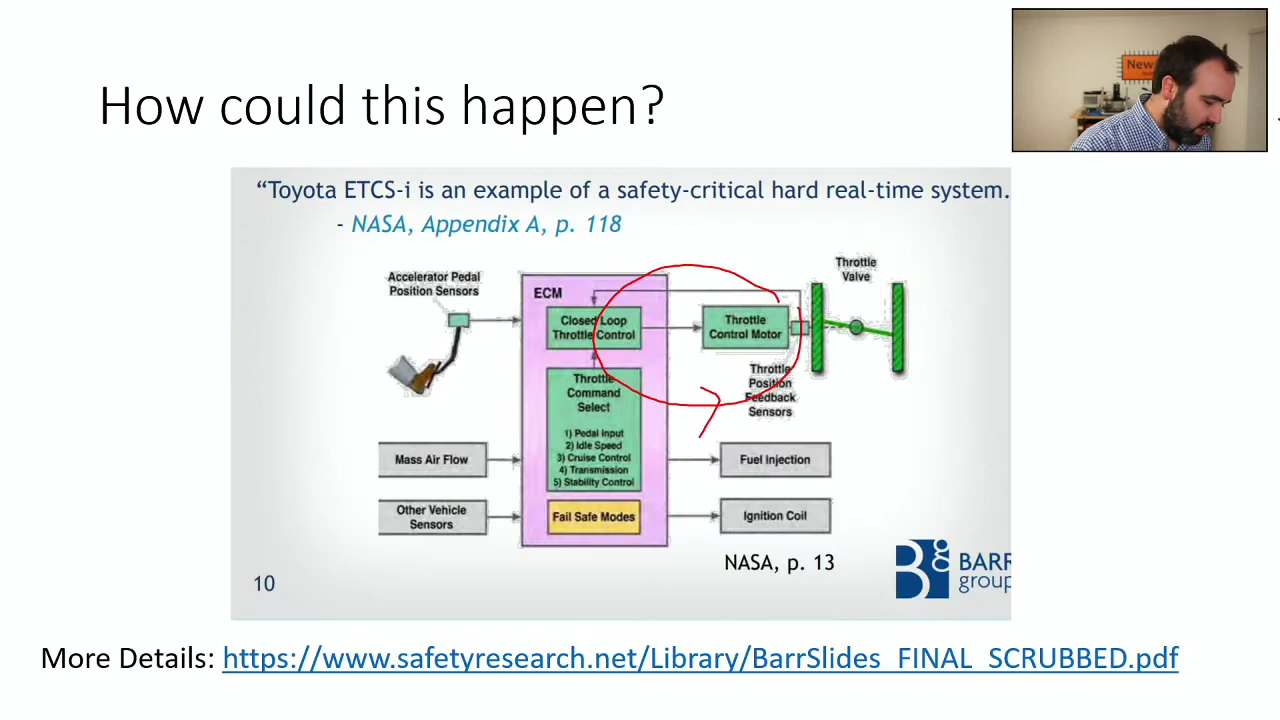 How could this happen?
New
“Toyota ETCS-i is an example of a safety-critical hard real-time system.
- NASA, Appendix A, p. 118
Accelerator Pedal
Position Sensors
ECM
Closed Loop
Throttle Control
Throttle
Control Motor
Throttle
Valve
Throttle
Position
Feedback
Sensors
Throttle
Command
Select
1) Pedal Input
2) Idle Speed
3) Cruise Control
4) Transmission
5) Stability Control
Mass Air Flow
Fuel Injection
Other Vehicle
Sensors
Fail Safe Modes
Ignition Coil
NASA, p. 13
BARR
group
10
More Details: https://www.safetyresearch.net/Library/BarrSlides_FINAL_SCRUBBED.pdf